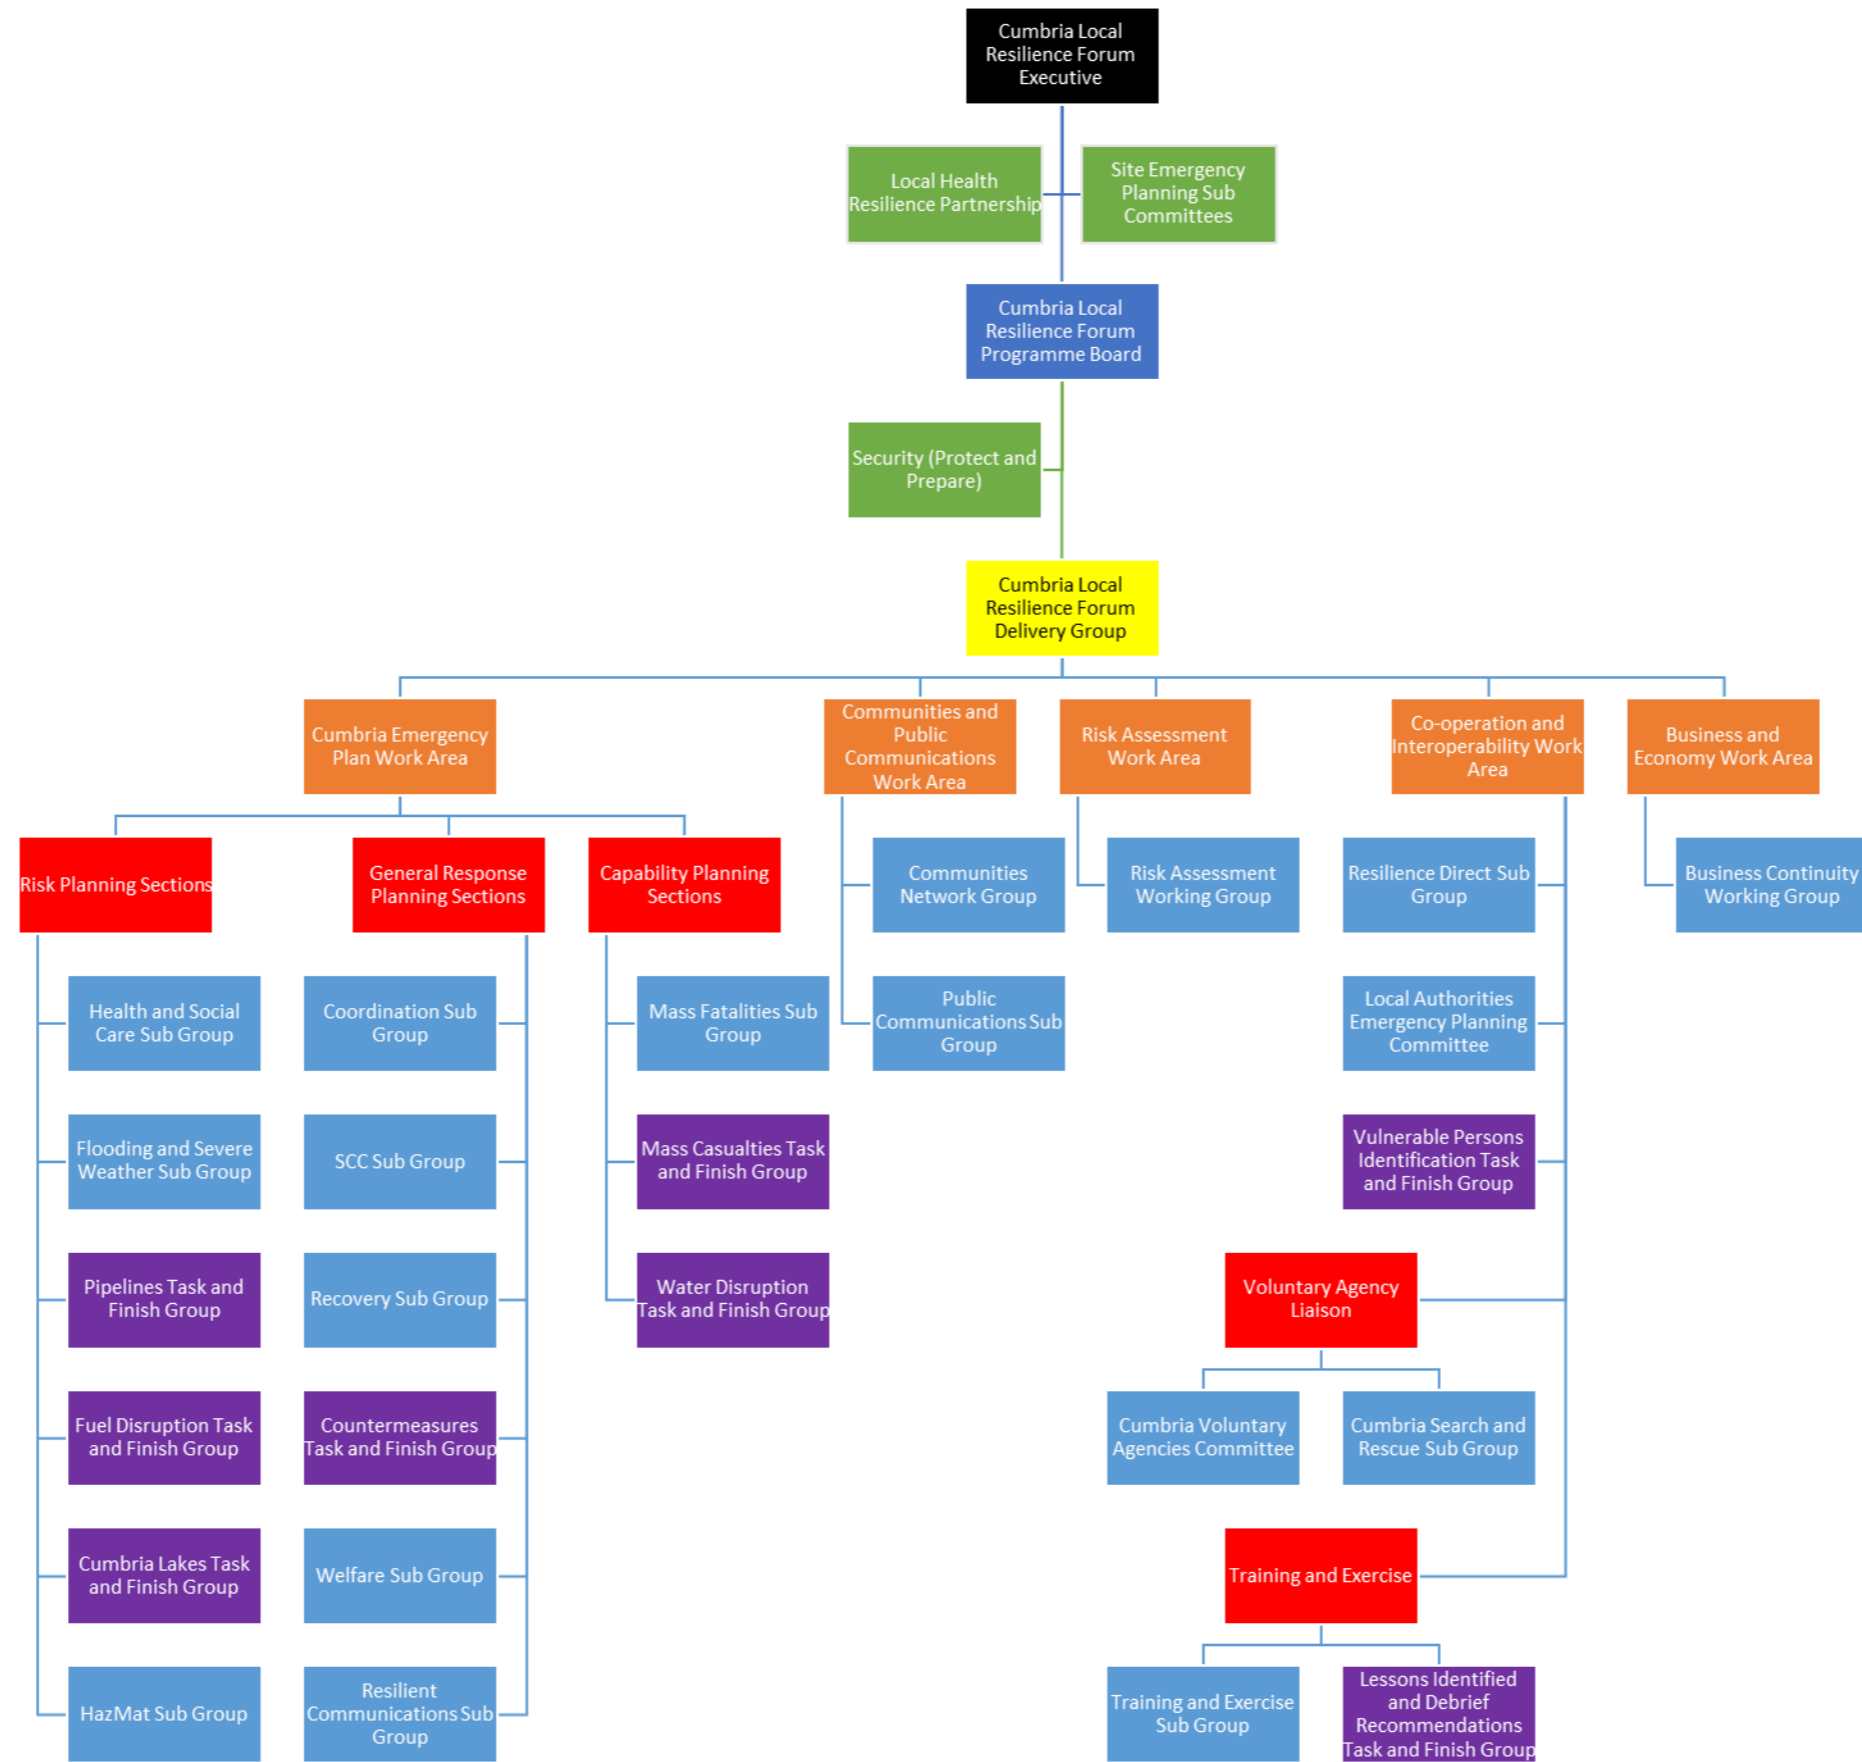 Cumbria Local
Resilience Forum
Executive
Local Health
Resilience Partnership
Site Emergency
Planning Sub
Committees
Cumbria Local
Resilience Forum
Programme Board
Security (Protect and
Prepare)
Cumbria Local
Resilience Forum
Delivery Group
Cumbria Emergency
Plan Work Area
Communities and
Public
Communications
Work Area
Risk Assessment
Work Area
Co-operation and
Interoperability Work
Area
Business and
Economy Work Area
Risk Planning Sections
General Response
Planning Sections
Capability Planning
Sections
Communities
Network Group
Risk Assessment
Working Group
Resilience Direct Sub
Group
Business Continuity
Working Group
Health and Social
Care Sub Group
Coordination Sub
Group
Mass Fatalities Sub
Group
Public
Communications Sub
Group
Local Authorities
Emergency Planning
Committee
Flooding and Severe
Weather Sub Group
SCC Sub Group
Mass Casualties Task
and Finish Group
Vulnerable Persons
Identification Task
and Finish Group
Pipelines Task and
Finish Group
Recovery Sub Group
Water Disruption
Task and Finish Group
Voluntary Agency
Liaison
Fuel Disruption Task
and Finish Group
Countermeasures
Task and Finish Group
Cumbria Voluntary
Agencies Committee
Cumbria Search and
Rescue Sub Group
Cumbria Lakes Task
and Finish Group
Welfare Sub Group
Training and Exercise
HazMat Sub Group
Resilient
Communications Sub
Group
Training and Exercise
Sub Group
Lessons Identified
and Debrief
Recommendations
Task and Finish Group